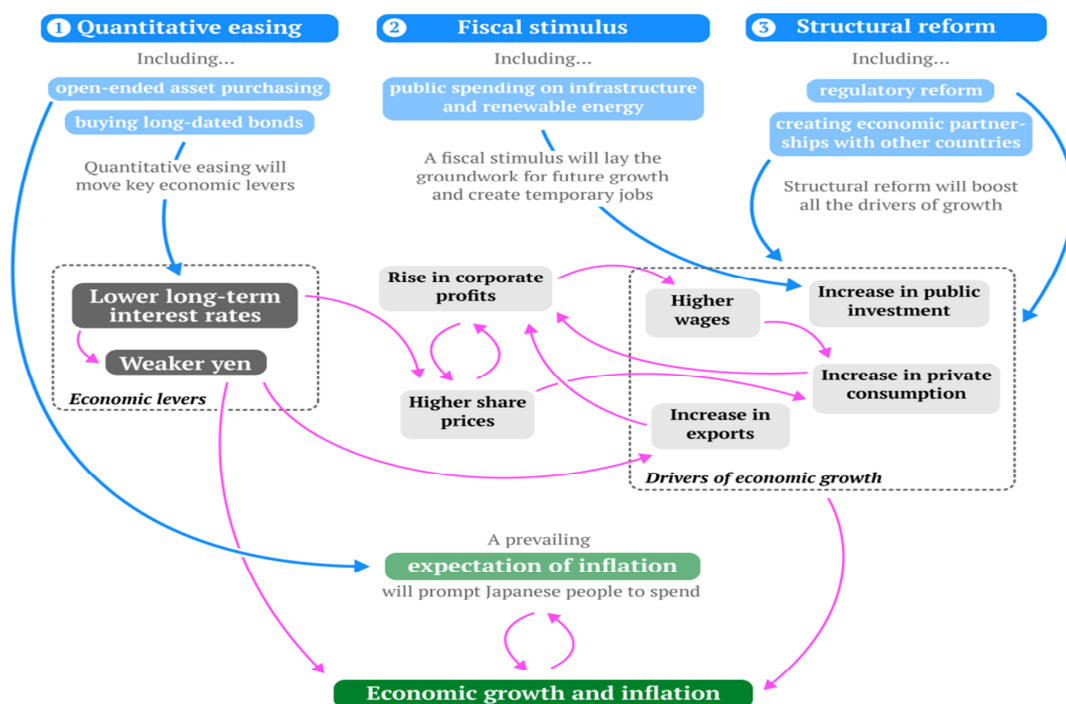 1 Quantitative easing
Including...
open-ended asset purchasing
buying long-dated bonds
Quantitative easing will
move key economic levers
2 Fiscal stimulus
Including...
public spending on infrastructure
and renewable energy
A fiscal stimulus will lay the
groundwork for future growth
and create temporary jobs
3 Structural reform
Including...
regulatory reform
creating economic partner-
ships with other countries
Structural reform will boost
all the drivers of growth
Lower long-term
interest rates
Weaker yen
Economic levers
Rise in corporate
profits
Higher share
prices
Higher
wages
Increase in public
investment
Increase in private
consumption
Increase in
exports
Drivers of economic growth
A prevailing
expectation of inflation
will prompt Japanese people to spend
Economic growth and inflation